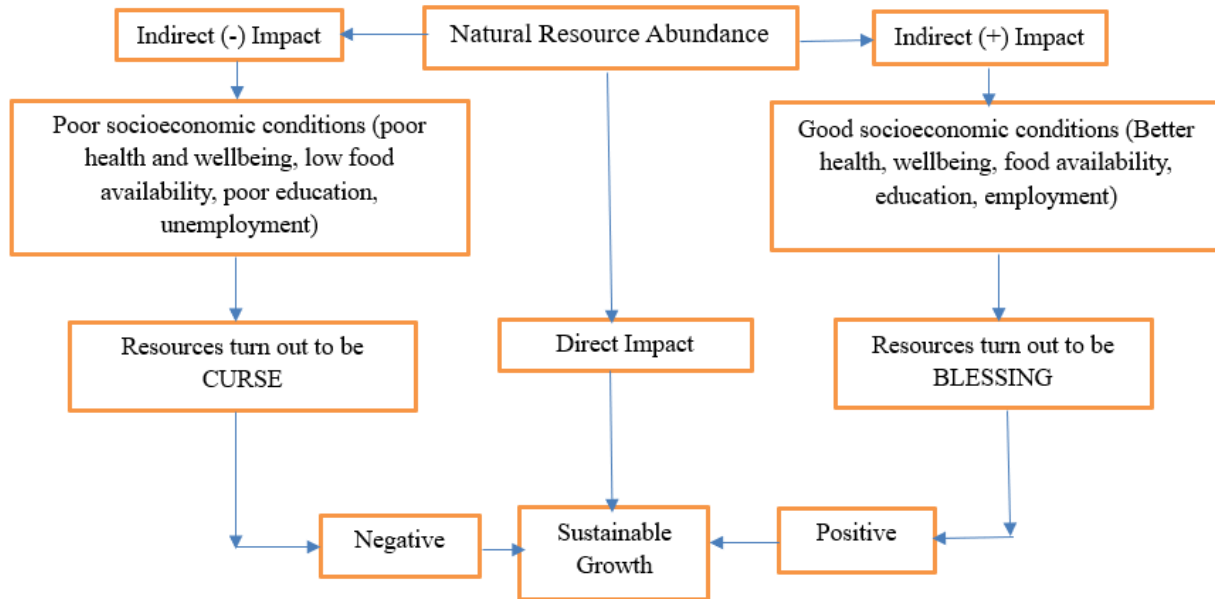 Indirect (-) Impact
Natural Resource Abundance
Indirect (+) Impact
Poor socioeconomic conditions (poor
health and wellbeing, low food
availability, poor education,
unemployment)
Good socioeconomic conditions (Better
health, wellbeing, food availability,
education, employment)
Resources turn out to be
CURSE
Direct Impact
Resources turn out to be
BLESSING
Negative
Sustainable
Growth
Positive